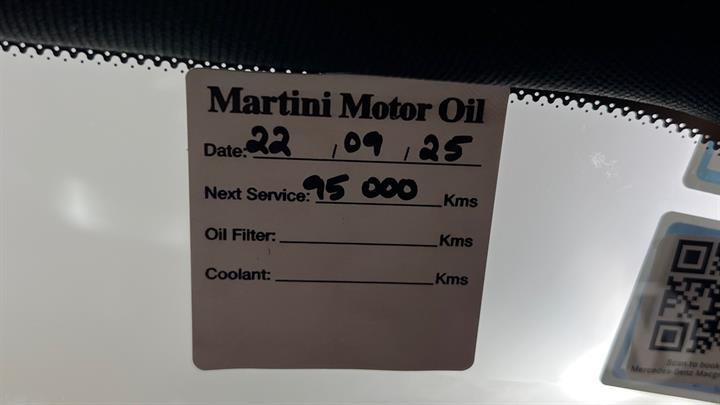 Martini Motor Oil
Date: 22 / 09 / 25
Next Service: 95 000 Kms
Oil Filter: Kms
Coolant: Kms
Scan to book
Mercedes-Benz